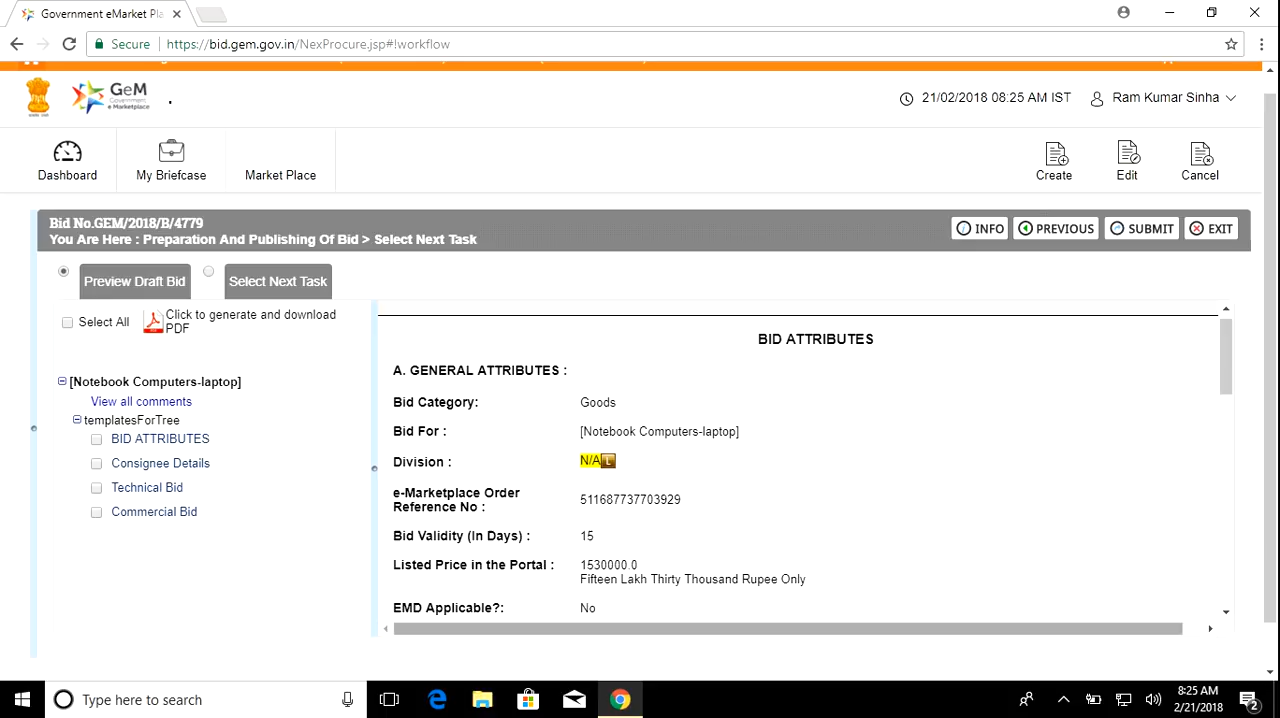 Government eMarket Pla
Secure https://bid.gem.gov.in/NexProcure.jsp#!workflow
GeM
Government
e Marketplace
21/02/2018 08:25 AM IST Ram Kumar Sinha
Dashboard My Briefcase Market Place Create Edit Cancel
Bid No.GEM/2018/B/4779
You Are Here : Preparation And Publishing Of Bid > Select Next Task
INFO PREVIOUS SUBMIT EXIT
Preview Draft Bid Select Next Task
Select All Click to generate and download
PDF
[Notebook Computers-laptop]
View all comments
templatesForTree
BID ATTRIBUTES
Consignee Details
Technical Bid
Commercial Bid
BID ATTRIBUTES
A. GENERAL ATTRIBUTES :
Bid Category: Goods
Bid For : [Notebook Computers-laptop]
Division : N/A L
e-Marketplace Order
Reference No : 511687737703929
Bid Validity (In Days) : 15
Listed Price in the Portal : 1530000.0
Fifteen Lakh Thirty Thousand Rupee Only
EMD Applicable?: No
Type here to search
8:25 AM
2/21/2018
2